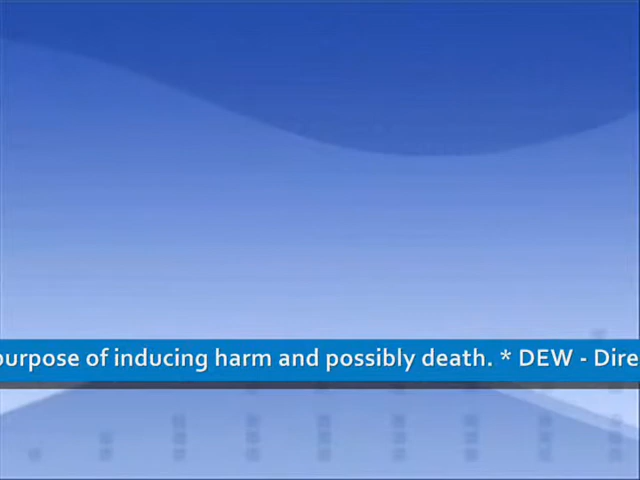 purpose of inducing harm and possibly death. * DEW - Dire